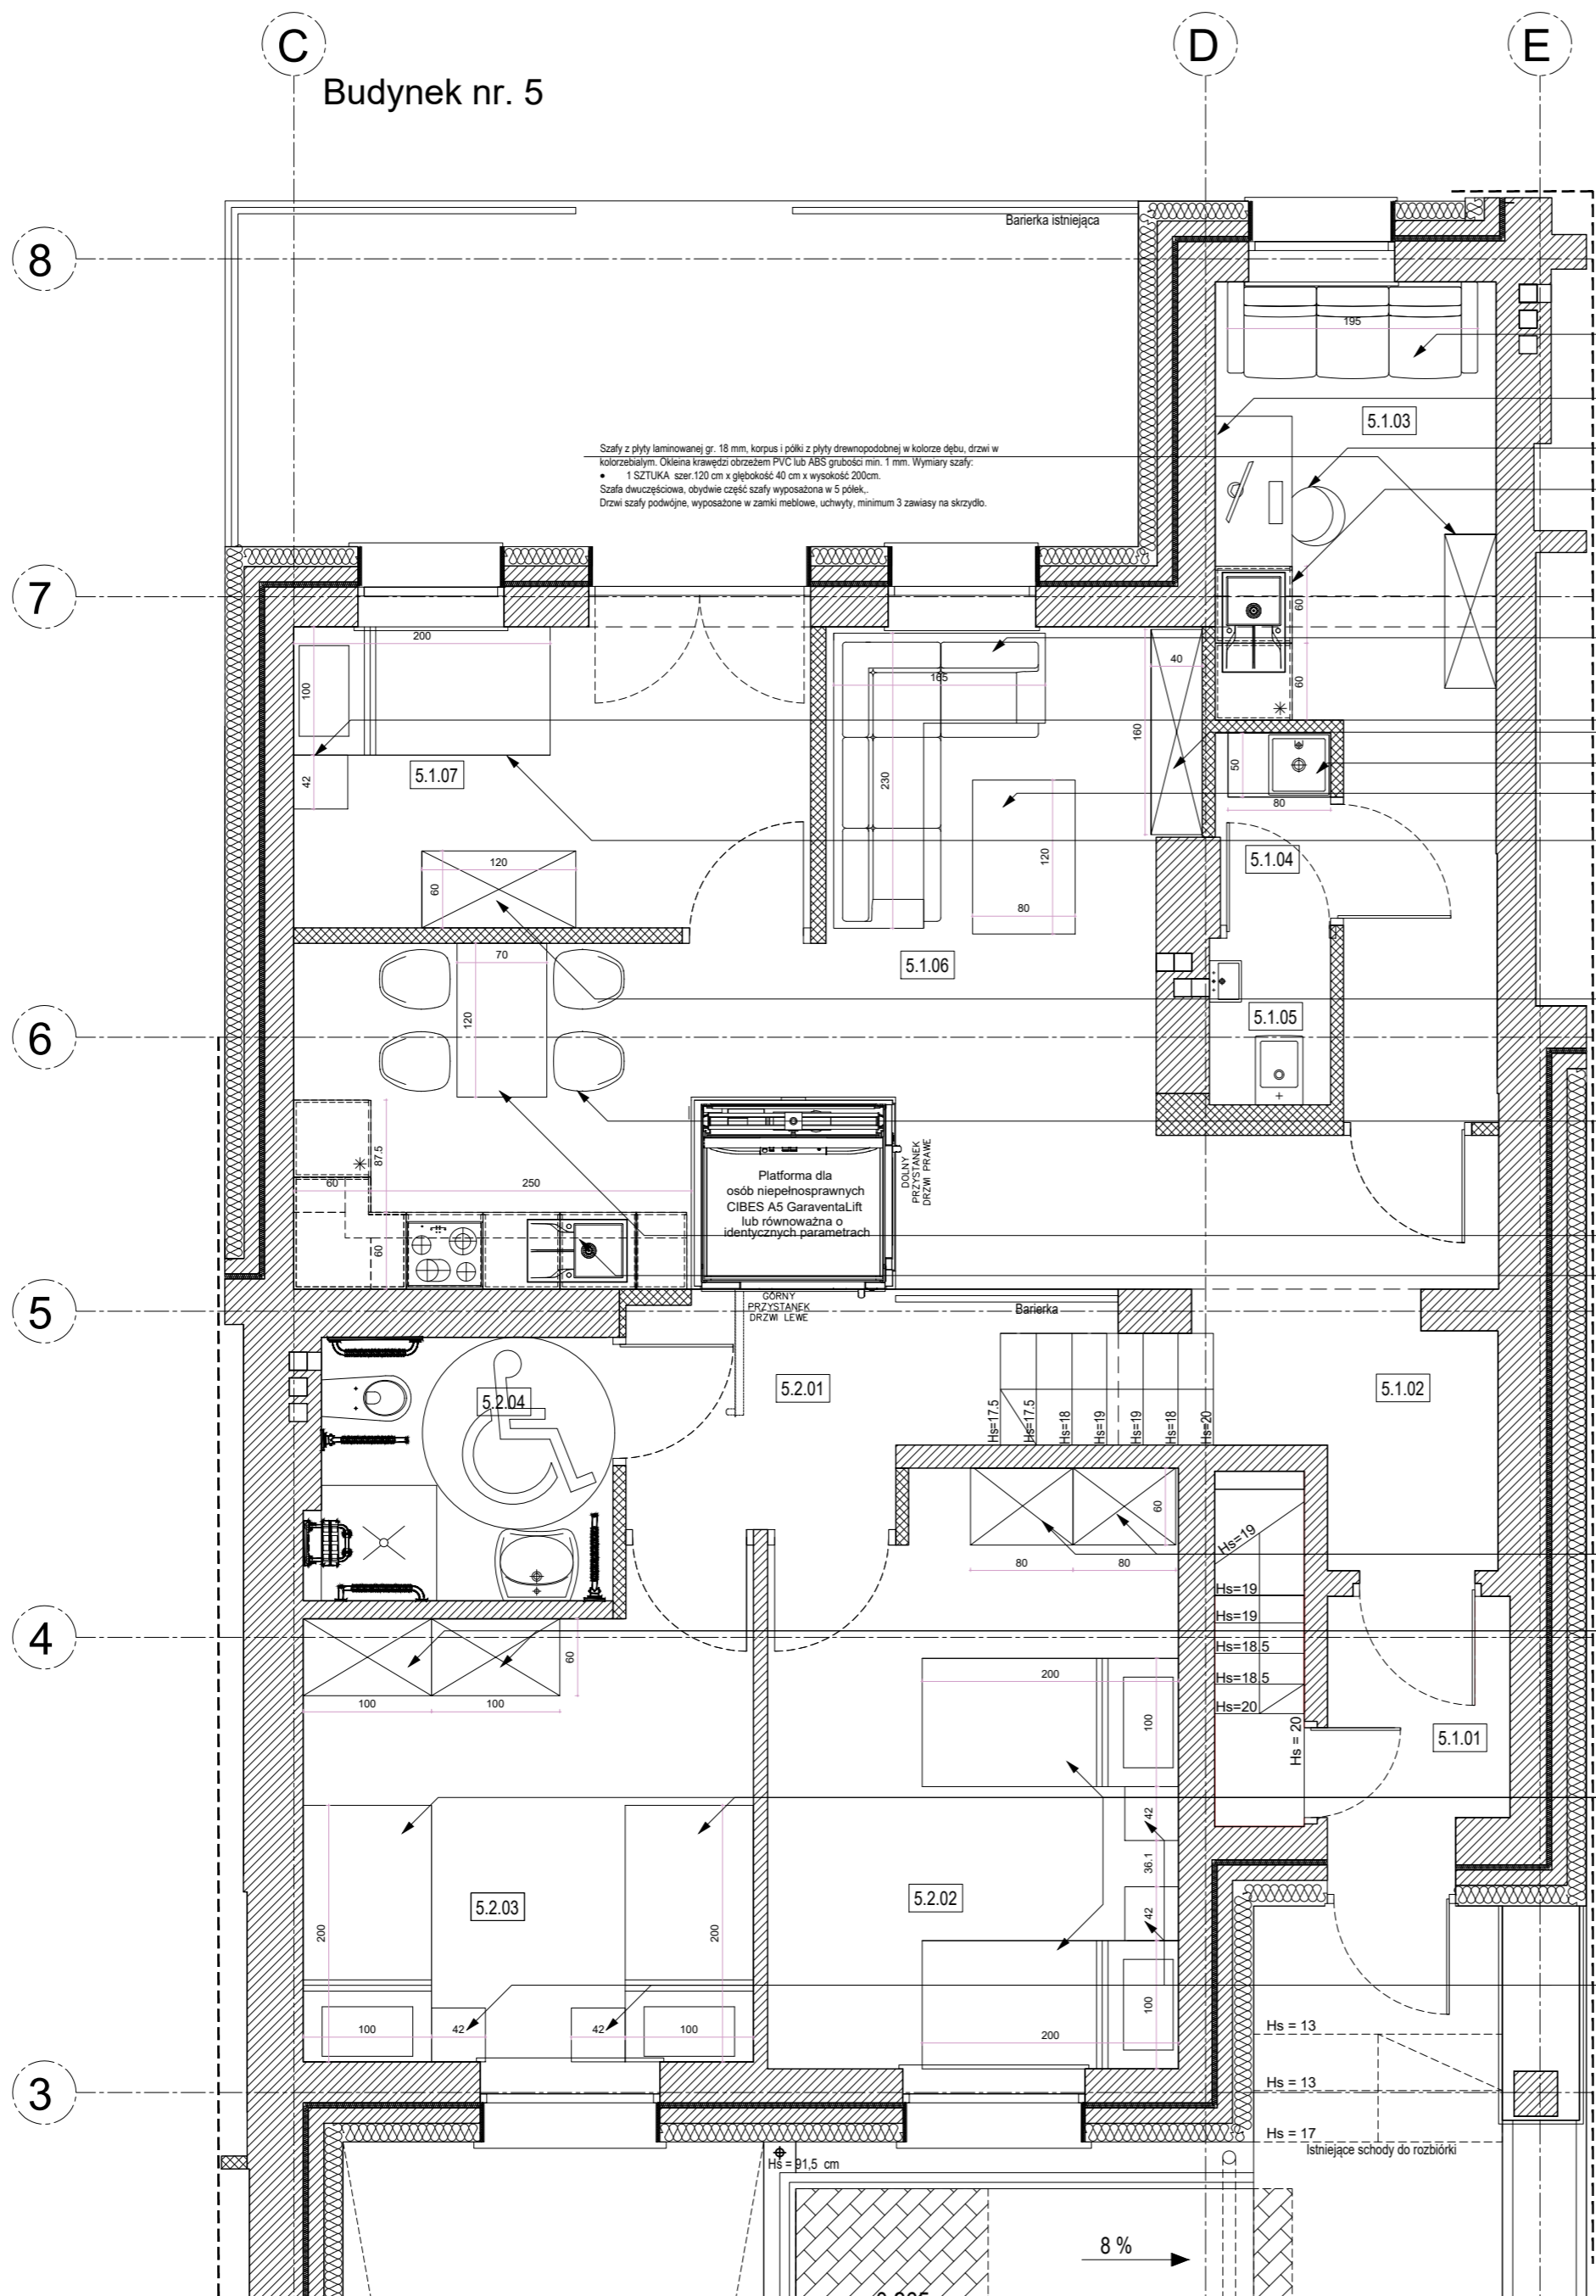 C
D
E
Budynek nr. 5
Barierka istniejąca
8
195
5.1.03
Szafy z płyty laminowanej gr. 18 mm, korpus i półki z płyty drewnopodobnej w kolorze dębu, drzwi w
kolorzebialym. Okleina krawędzi obrzeżem PVC lub ABS grubości min. 1 mm. Wymiary szafy:
• 1 SZTUKA szer.120 cm x głębokość 40 cm x wysokość 200cm.
Szafa dwuczęściowa, obydwie część szafy wyposażona w 5 półek,.
Drzwi szafy podwójne, wyposażone w zamki meblowe, uchwyty, minimum 3 zawiasy na skrzydło.
7
60
200
40
165
100
60
160
50
5.1.07
42
230
80
120
5.1.04
120
60
80
5.1.06
70
120
5.1.05
6
87.5
60
250
60
Platforma dla
osób niepełnosprawnych
CIBES A5 GaraventaLift
lub równoważna o
identycznych parametrach
DOLNY
PRZYSTANEK
DRZWI PRAWE
5
GÓRNY
PRZYSTANEK
DRZWI LEWE
Barierka
5.2.04
5.2.01
5.1.02
Hs=17.5
Hs=17.5
Hs=18
Hs=19
Hs=19
Hs=18
Hs=20
60
80
80
Hs=19
Hs=19
Hs=19
Hs=18.5
Hs=18.5
Hs=20
Hs = 20
4
60
100
100
200
100
5.1.01
42
36.1
5.2.03
5.2.02
42
200
200
100
42
42
100
100
200
3
Hs = 13
Hs = 13
Hs = 17
Istniejące schody do rozbiórki
Hs = 91,5 cm
8 %